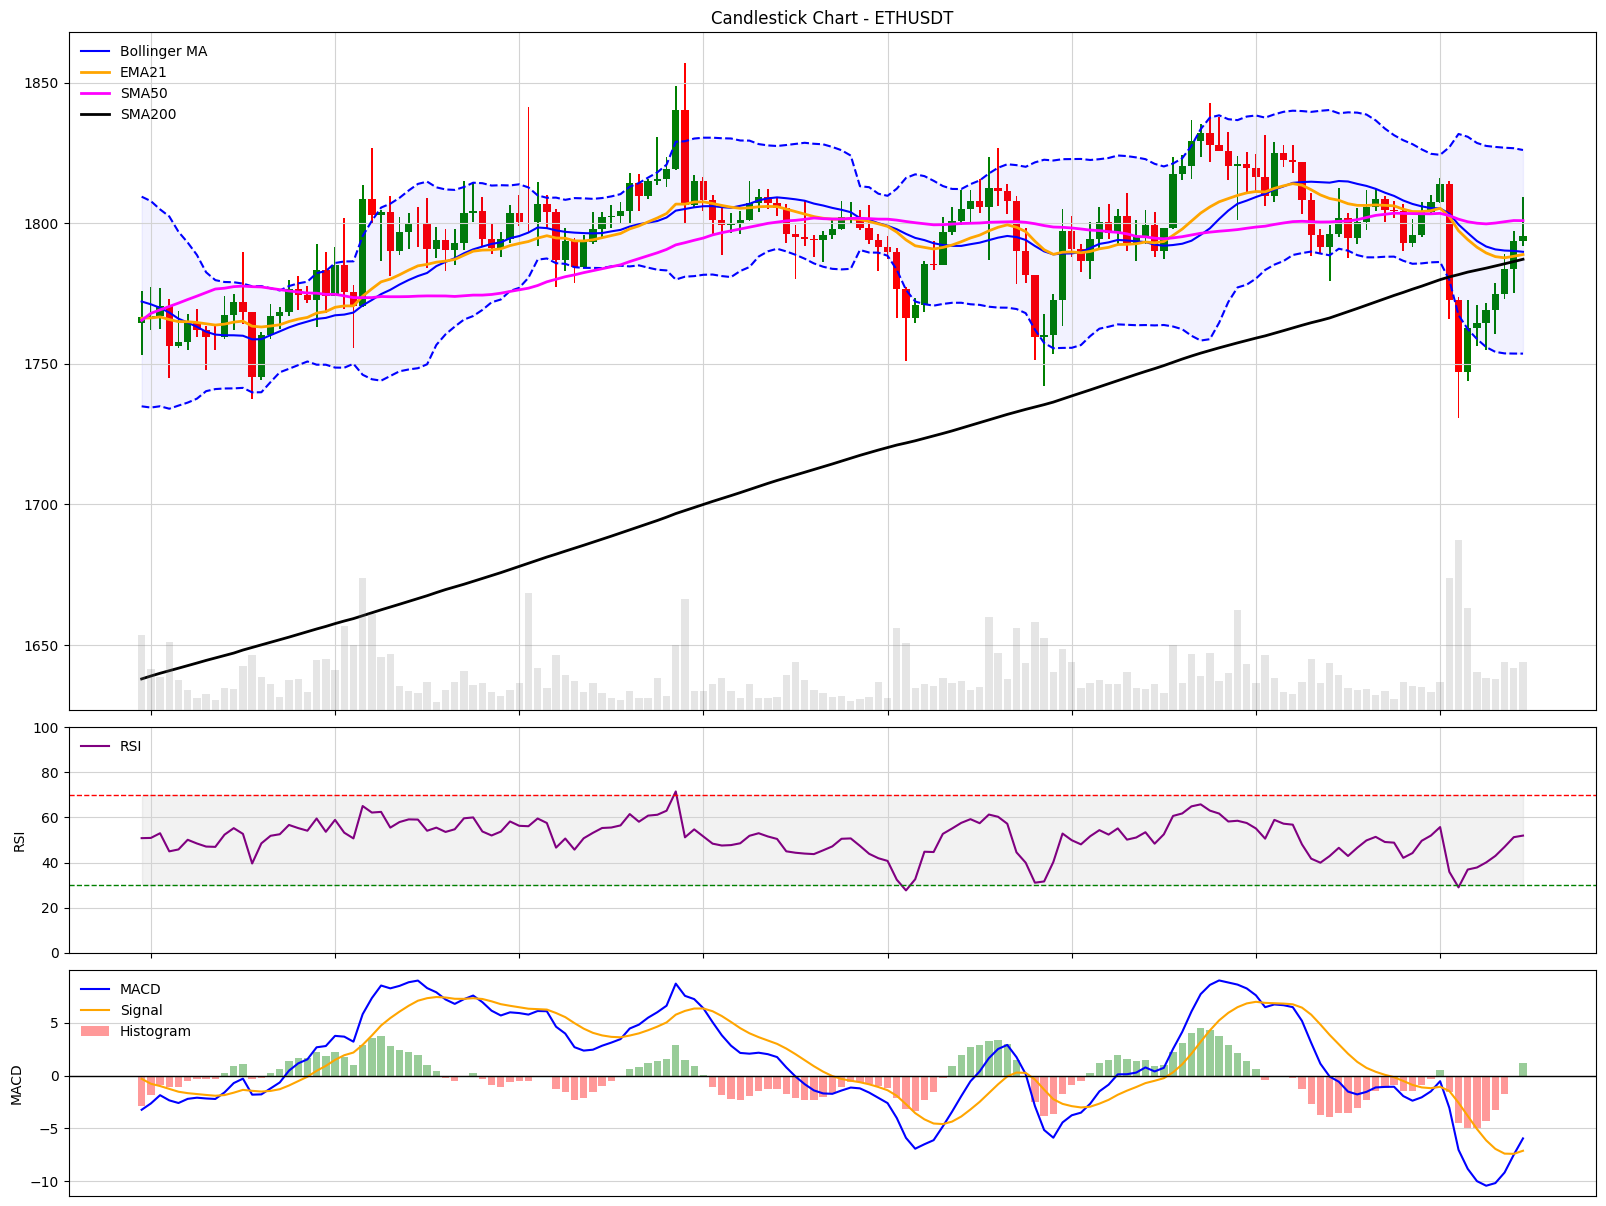 Candlestick Chart - ETHUSDT
Bollinger MA
EMA21
SMA50
SMA200
1850
1800
1750
1700
1650
RSI
RSI
100
80
60
40
20
0
MACD
Signal
Histogram
MACD
5
0
−5
−10